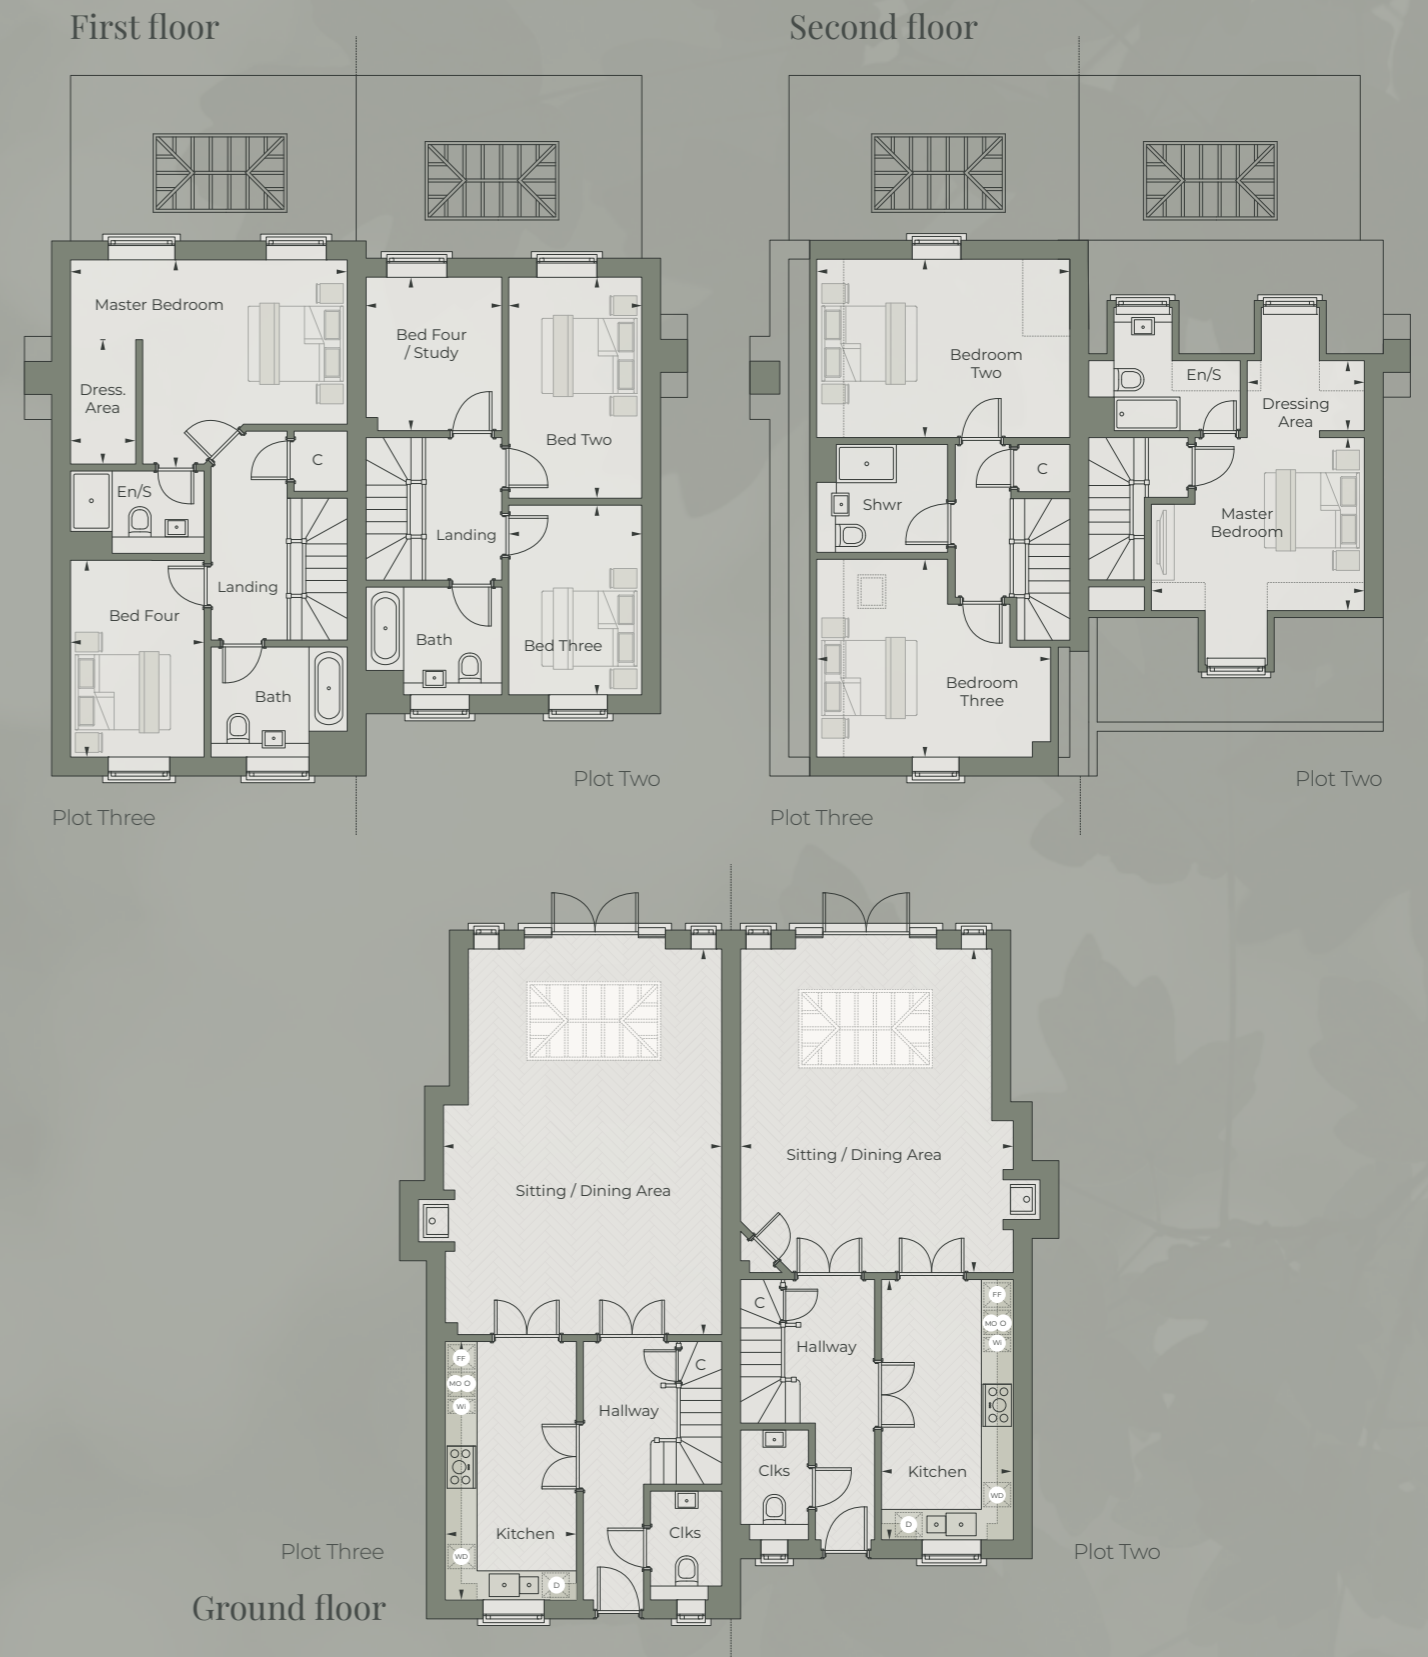 First floor
Second floor
Master Bedroom
Bed Four
/ Study
Dress.
Area
Bed Two
C
En/S
Landing
Landing
Bed Four
Bath
Bed Three
Bath
Plot Two
Plot Three
Bedroom
Two
En/S
Dressing
Area
C
Shwr
Master
Bedroom
Bedroom
Three
Plot Two
Plot Three
Sitting / Dining Area
Sitting / Dining Area
C
FF
MO O
Wi
Hallway
C
FF
MO O
Wi
Hallway
Clks
Kitchen
WD
D
Kitchen
Clks
WD
D
Plot Three
Plot Two
Ground floor